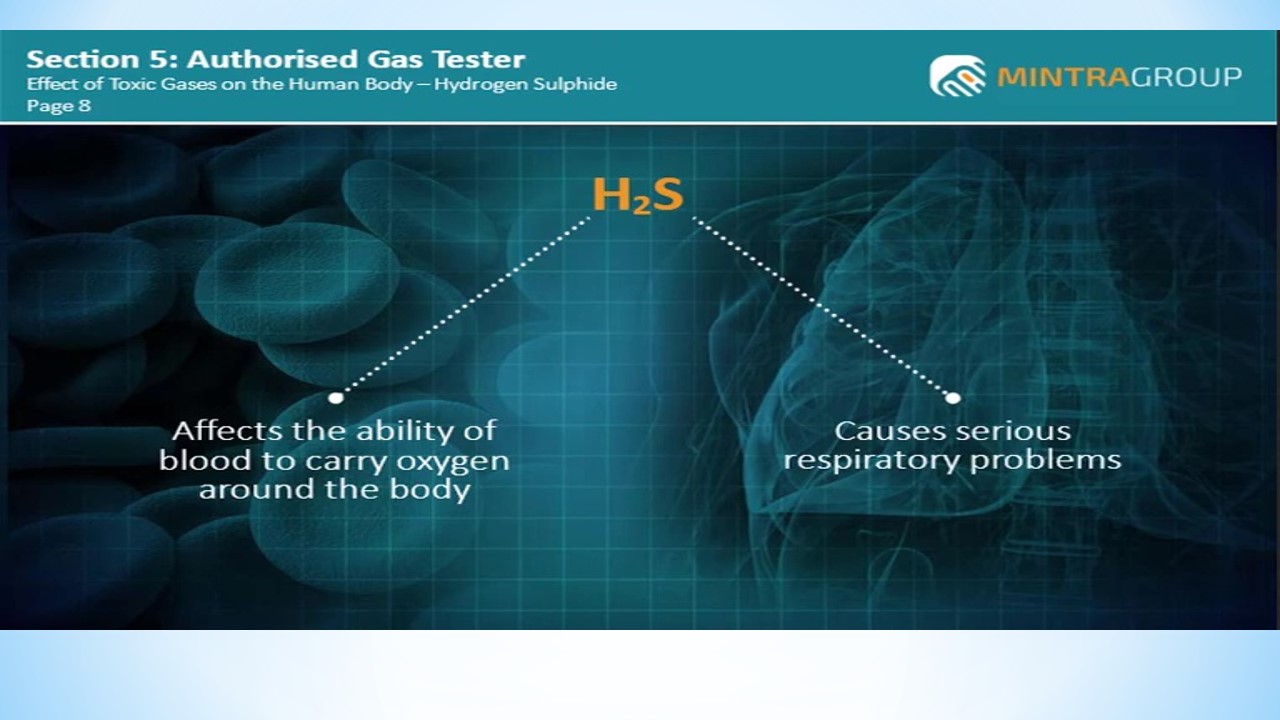 Section 5: Authorised Gas Tester
Effect of Toxic Gases on the Human Body – Hydrogen Sulphide
Page 8
MINTRAGROUP
H₂S
Affects the ability of
blood to carry oxygen
around the body
Causes serious
respiratory problems